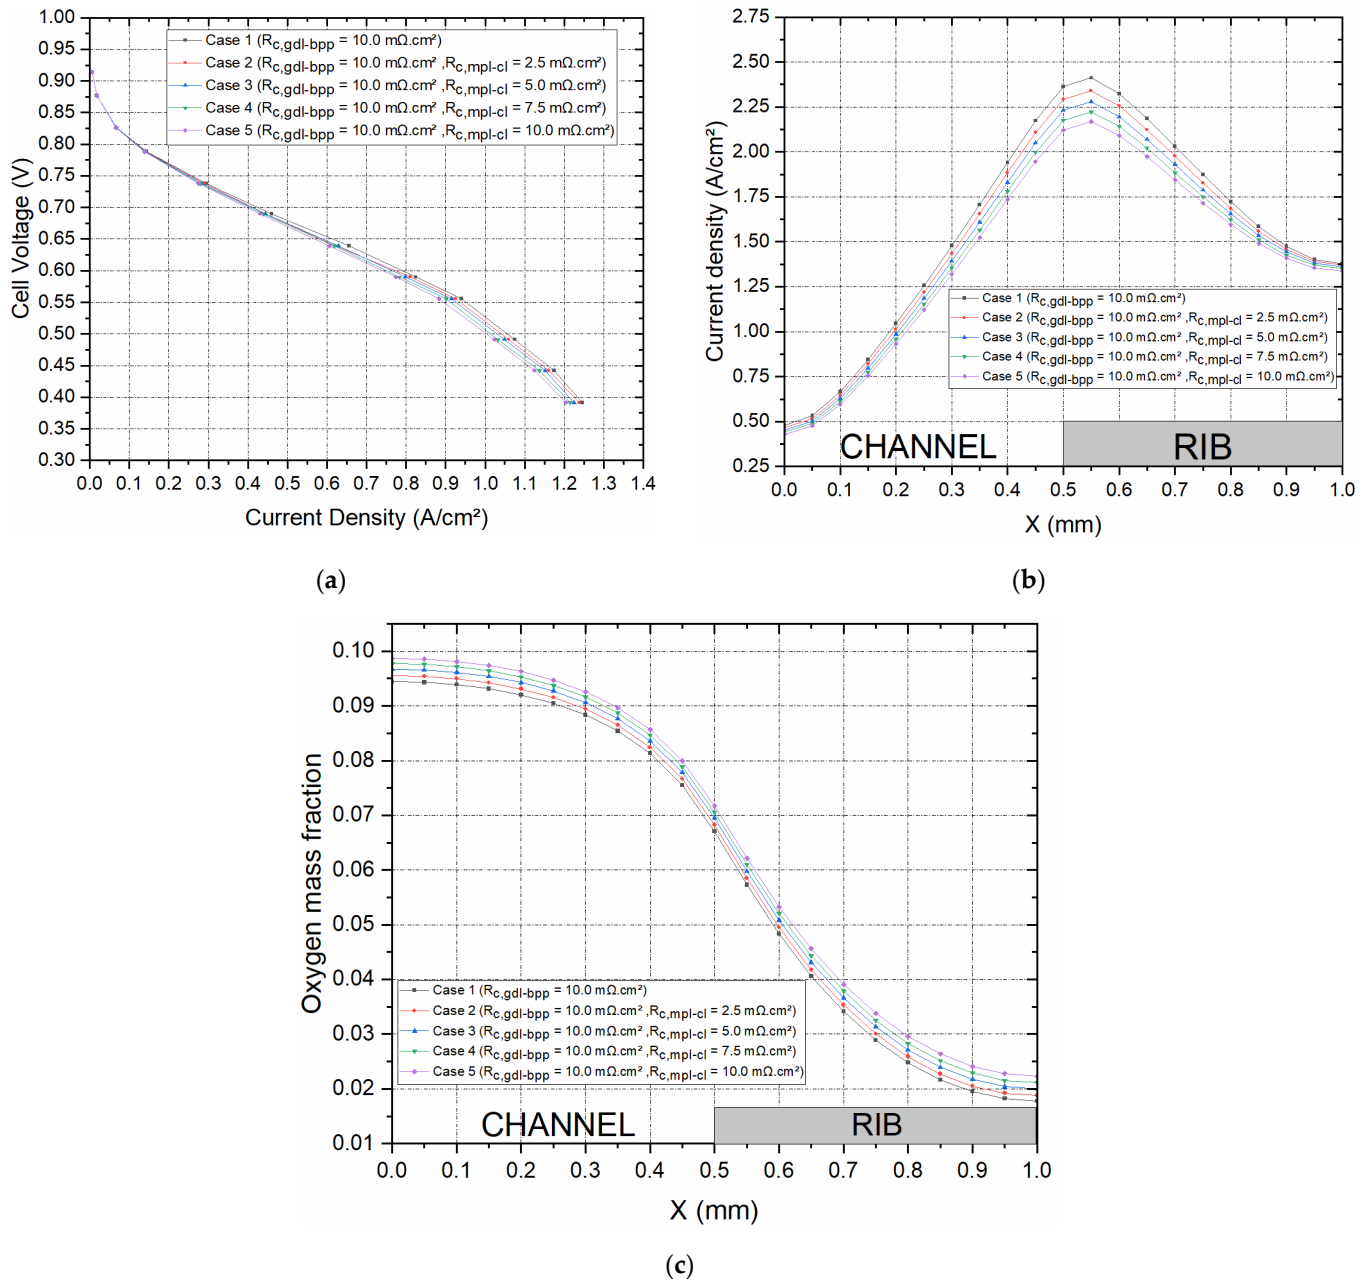 1.00
0.95
0.90
0.85
0.80
0.75
0.70
0.65
0.60
0.55
0.50
0.45
0.40
0.35
0.30
Cell Voltage (V)
Case 1 (Rc,gdl-bpp = 10.0 mΩ.cm²)
Case 2 (Rc,gdl-bpp = 10.0 mΩ.cm² ,Rc,mpl-cl = 2.5 mΩ.cm²)
Case 3 (Rc,gdl-bpp = 10.0 mΩ.cm² ,Rc,mpl-cl = 5.0 mΩ.cm²)
Case 4 (Rc,gdl-bpp = 10.0 mΩ.cm² ,Rc,mpl-cl = 7.5 mΩ.cm²)
Case 5 (Rc,gdl-bpp = 10.0 mΩ.cm² ,Rc,mpl-cl = 10.0 mΩ.cm²)
0.0 0.1 0.2 0.3 0.4 0.5 0.6 0.7 0.8 0.9 1.0 1.1 1.2 1.3 1.4
Current Density (A/cm²)
(a)
2.75
2.50
2.25
2.00
1.75
1.50
1.25
1.00
0.75
0.50
0.25
Current density (A/cm²)
Case 1 (Rc,gdl-bpp = 10.0 mΩ.cm²)
Case 2 (Rc,gdl-bpp = 10.0 mΩ.cm² ,Rc,mpl-cl = 2.5 mΩ.cm²)
Case 3 (Rc,gdl-bpp = 10.0 mΩ.cm² ,Rc,mpl-cl = 5.0 mΩ.cm²)
Case 4 (Rc,gdl-bpp = 10.0 mΩ.cm² ,Rc,mpl-cl = 7.5 mΩ.cm²)
Case 5 (Rc,gdl-bpp = 10.0 mΩ.cm² ,Rc,mpl-cl = 10.0 mΩ.cm²)
CHANNEL RIB
0.0 0.1 0.2 0.3 0.4 0.5 0.6 0.7 0.8 0.9 1.0
X (mm)
(b)
0.10
0.09
0.08
0.07
0.06
0.05
0.04
0.03
0.02
0.01
Oxygen mass fraction
Case 1 (Rc,gdl-bpp = 10.0 mΩ.cm²)
Case 2 (Rc,gdl-bpp = 10.0 mΩ.cm² ,Rc,mpl-cl = 2.5 mΩ.cm²)
Case 3 (Rc,gdl-bpp = 10.0 mΩ.cm² ,Rc,mpl-cl = 5.0 mΩ.cm²)
Case 4 (Rc,gdl-bpp = 10.0 mΩ.cm² ,Rc,mpl-cl = 7.5 mΩ.cm²)
Case 5 (Rc,gdl-bpp = 10.0 mΩ.cm² ,Rc,mpl-cl = 10.0 mΩ.cm²)
CHANNEL RIB
0.0 0.1 0.2 0.3 0.4 0.5 0.6 0.7 0.8 0.9 1.0
X (mm)
(c)